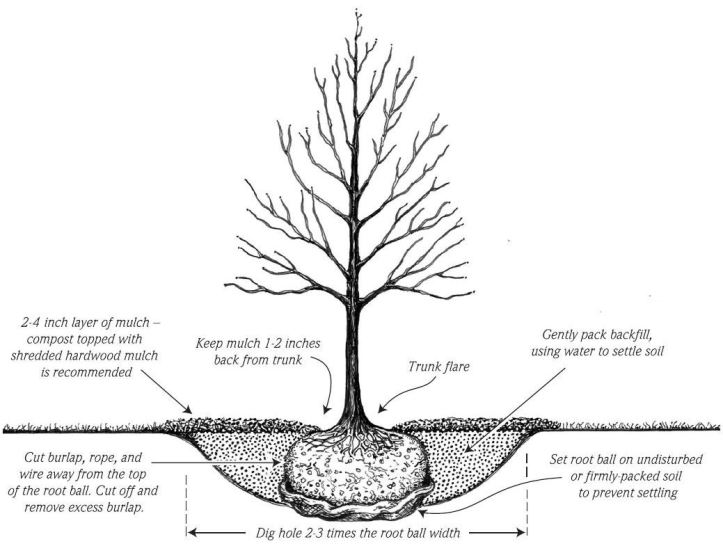 2-4 inch layer of mulch –
compost topped with
shredded hardwood mulch
is recommended
Keep mulch 1-2 inches
back from trunk
Trunk flare
Gently pack backfill,
using water to settle soil
Cut burlap, rope, and
wire away from the top
of the root ball. Cut off and
remove excess burlap.
Set root ball on undisturbed
or firmly-packed soil
to prevent settling
Dig hole 2-3 times the root ball width